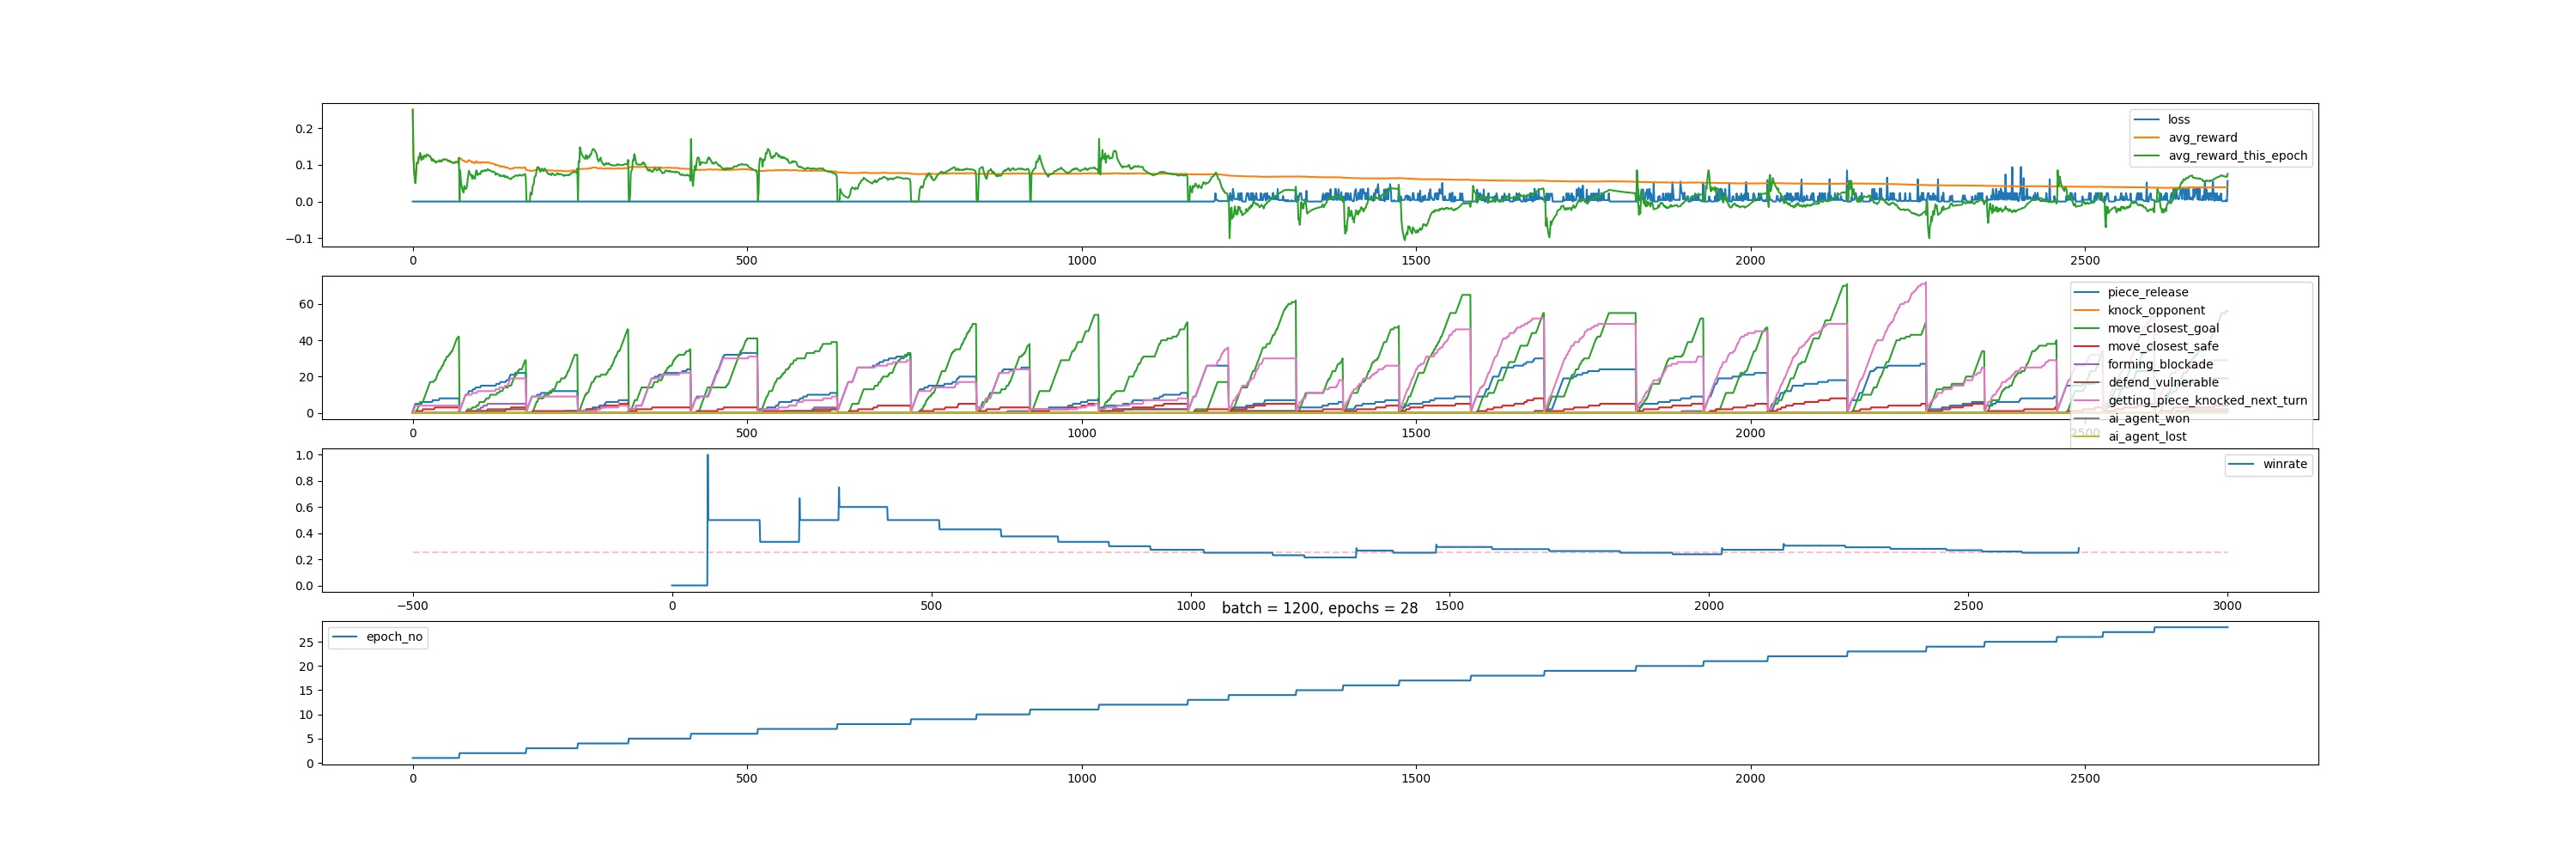 0.2
0.1
0.0
−0.1
loss
avg_reward
avg_reward_this_epoch
0 500 1000 1500 2000 2500
60
40
20
0
piece_release
knock_opponent
move_closest_goal
move_closest_safe
forming_blockade
defend_vulnerable
getting_piece_knocked_next_turn
ai_agent_won
ai_agent_lost
0 500 1000 1500 2000 2500
1.0
0.8
0.6
0.4
0.2
0.0
winrate
−500 0 500 1000 1500 2000 2500 3000
batch = 1200, epochs = 28
25
20
15
10
5
0
epoch_no
0 500 1000 1500 2000 2500